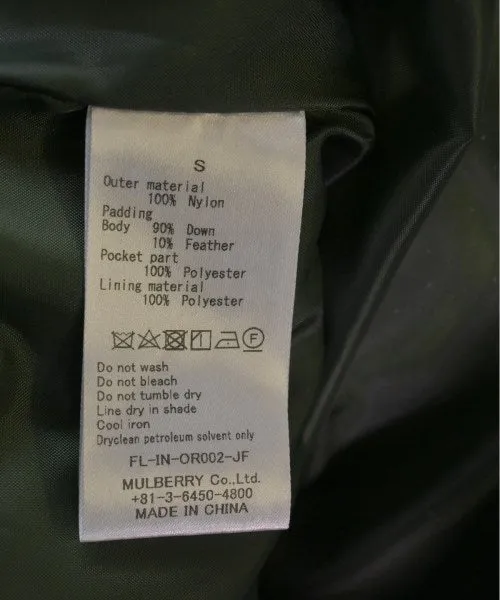 S
Outer material
100% Nylon
Padding
Body 90% Down
10% Feather
Pocket part
100% Polyester
Lining material
100% Polyester
Do not wash
Do not bleach
Do not tumble dry
Line dry in shade
Cool iron
Dryclean petroleum solvent only
FL-IN-OR002-JF
MULBERRY Co.,Ltd.
+81-3-6450-4800
MADE IN CHINA